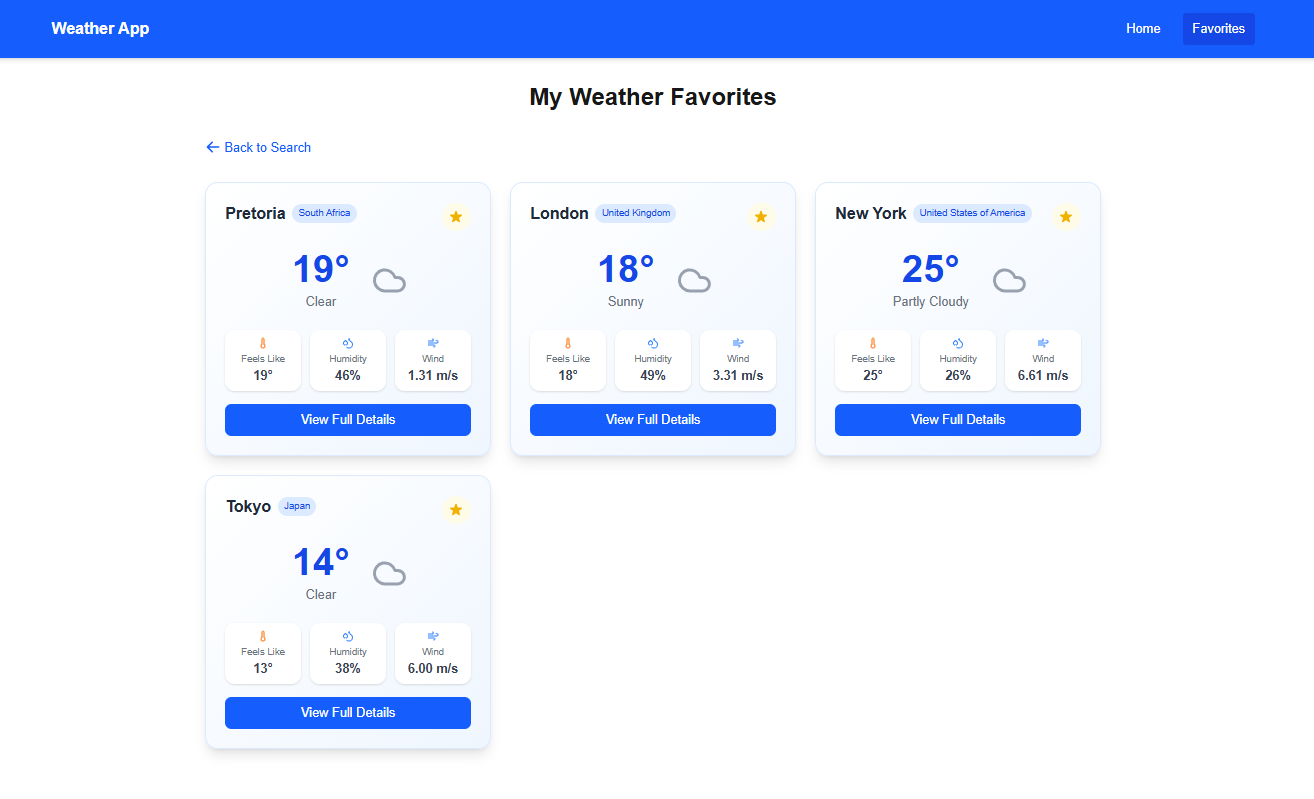 Weather App
Home
Favorites
My Weather Favorites
Back to Search
Pretoria South Africa
19°
Clear
Feels Like
19°
Humidity
46%
Wind
1.31 m/s
View Full Details
London United Kingdom
18°
Sunny
Feels Like
18°
Humidity
49%
Wind
3.31 m/s
View Full Details
New York United States of America
25°
Partly Cloudy
Feels Like
25°
Humidity
26%
Wind
6.61 m/s
View Full Details
Tokyo Japan
14°
Clear
Feels Like
13°
Humidity
38%
Wind
6.00 m/s
View Full Details